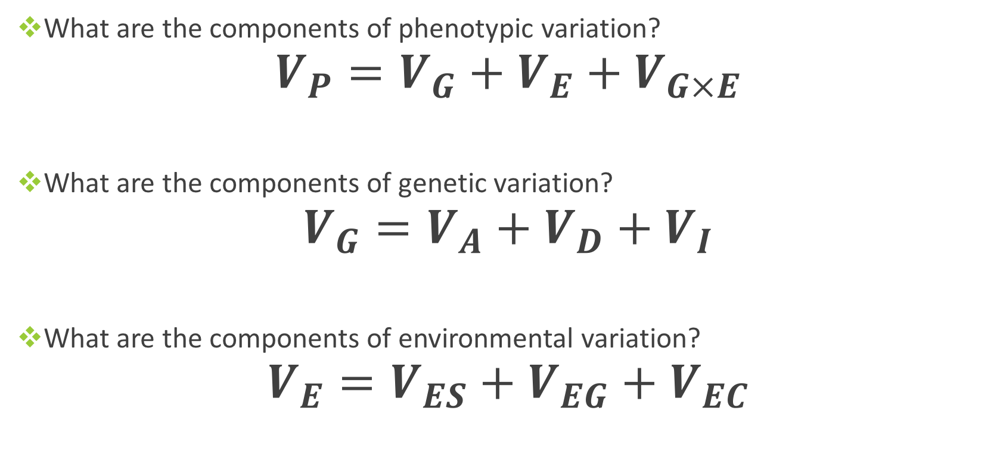 ❖What are the components of phenotypic variation?
V_P = V_G + V_E + V_{G×E}
❖What are the components of genetic variation?
V_G = V_A + V_D + V_I
❖What are the components of environmental variation?
V_E = V_{ES} + V_{EG} + V_{EC}